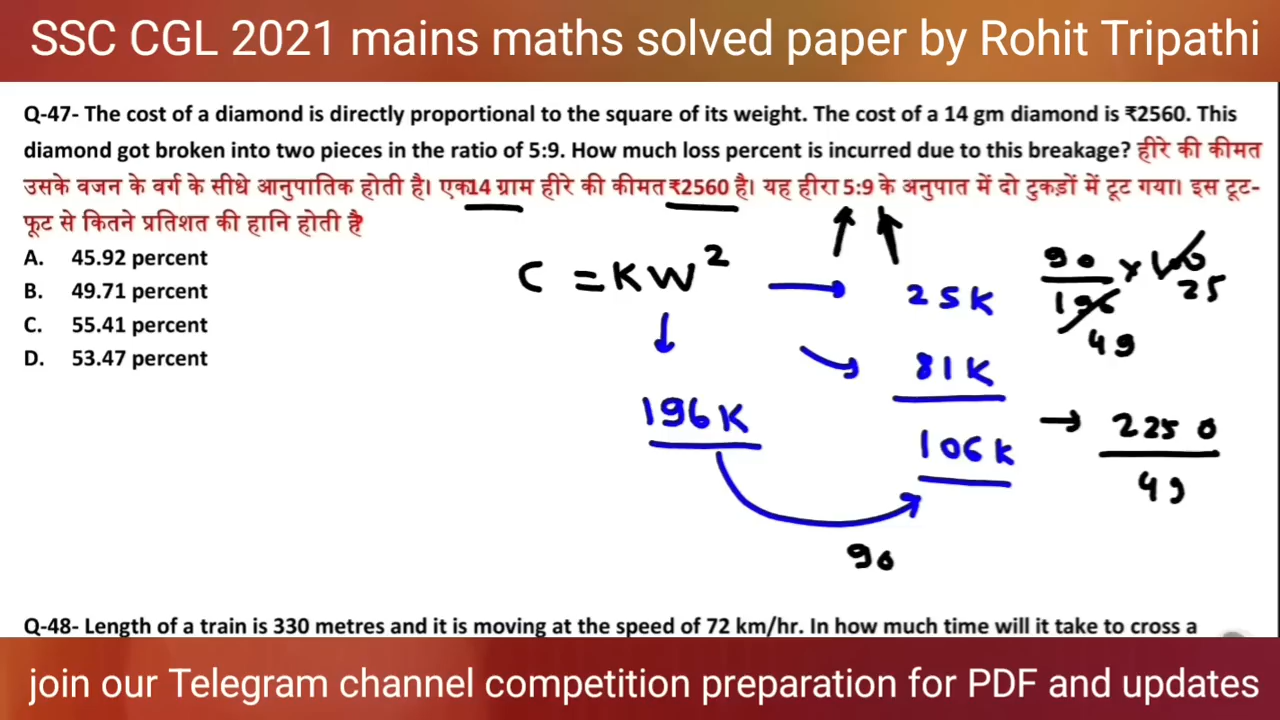 SSC CGL 2021 mains maths solved paper by Rohit Tripathi
Q-47- The cost of a diamond is directly proportional to the square of its weight. The cost of a 14 gm diamond is ₹2560. This
diamond got broken into two pieces in the ratio of 5:9. How much loss percent is incurred due to this breakage? हीरे की कीमत
उसके वजन के वर्ग के सीधे आनुपातिक होती है। एक14 ग्राम हीरे की कीमत ₹2560 है। यह हीरा 5:9 के अनुपात में दो टुकड़ों में टूट गया। इस टूट-
फूट से कितने प्रतिशत की हानि होती है?
A. 45.92 percent
B. 49.71 percent
C. 55.41 percent
D. 53.47 percent
C = KW²
25K
81K
196K
106K
90
90/196 × 100
49 25
2250/49
Q-48- Length of a train is 330 metres and it is moving at the speed of 72 km/hr. In how much time will it take to cross a
join our Telegram channel competition preparation for PDF and updates